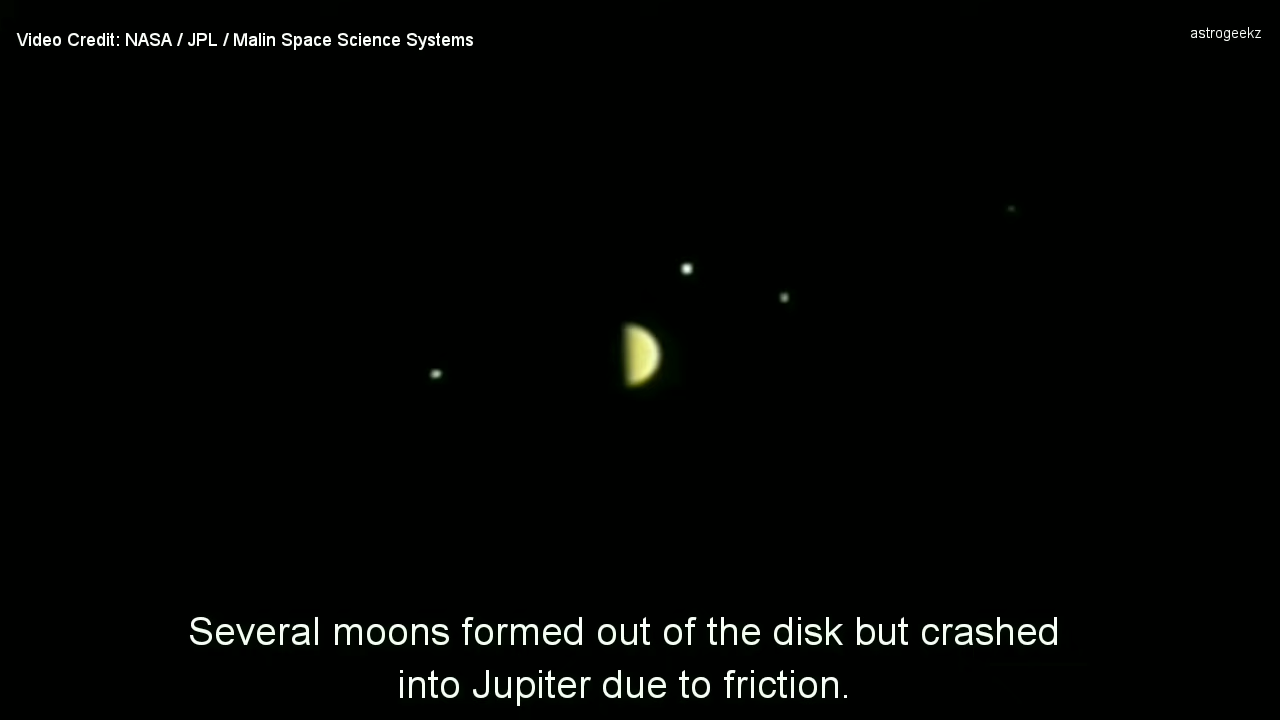 Video Credit: NASA / JPL / Malin Space Science Systems
astrogeekz
Several moons formed out of the disk but crashed
into Jupiter due to friction.